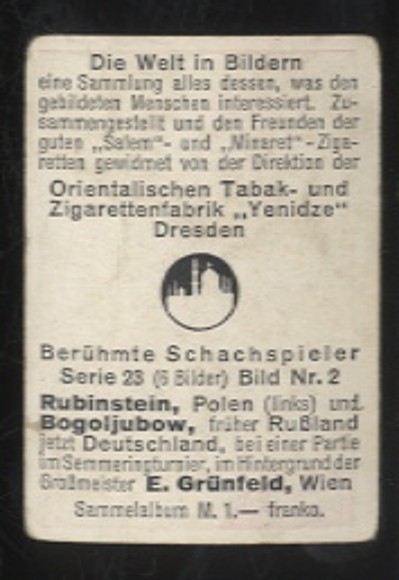 Die Welt in Bildern
eine Sammlung alles dessen, was den
gebildeten Menschen interessiert. Zu-
sammengestellt und den Freunden der
guten „Salem"- und „Minaret"-Ziga-
retten gewidmet von der Direktion der
Orientalischen Tabak- und
Zigarettenfabrik „Yenidze"
Dresden
Berühmte Schachspieler
Serie 23 (6 Bilder) Bild Nr. 2
Rubinstein, Polen (links) und
Bogoljubow, früher Rußland
jetzt Deutschland, bei einer Partie
im Semmeringturnier, im Hintergrund der
Großmeister E. Grünfeld, Wien
Sammelalbum M. 1.— franko.